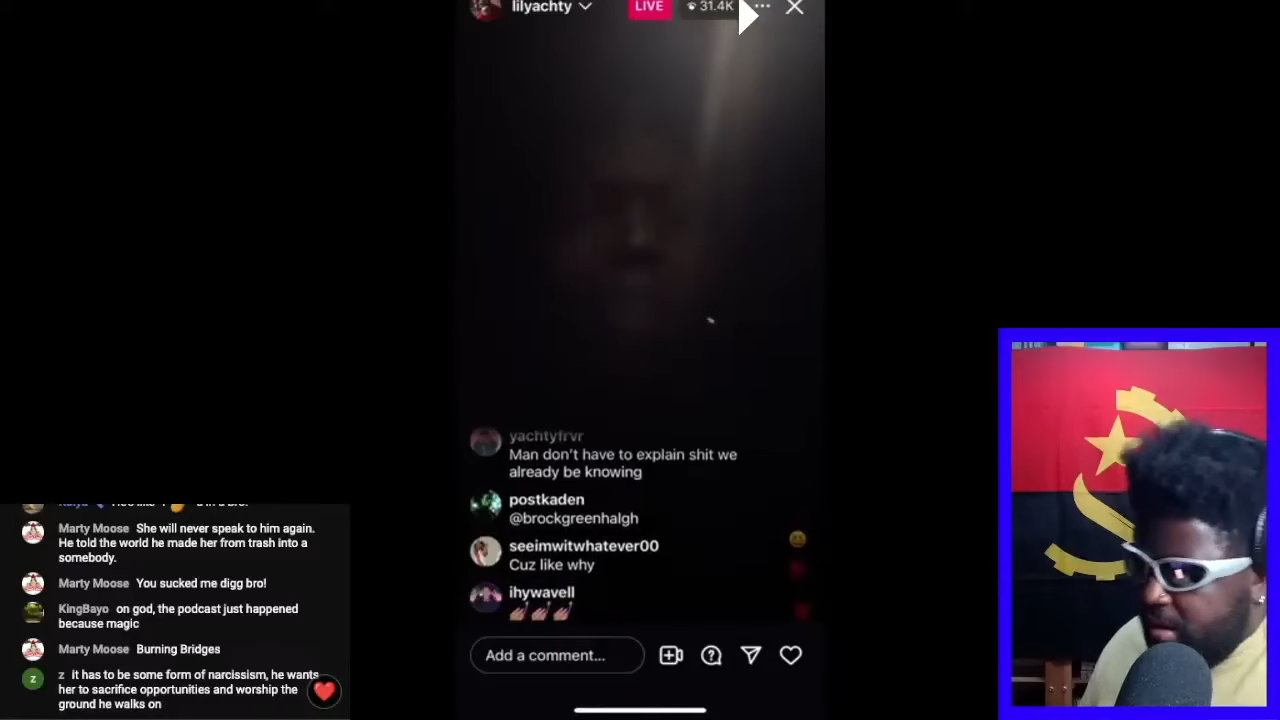 lilyachty
LIVE
31.4K
yachtyfrvr
Man don't have to explain shit we
already be knowing
postkaden
@brockgreenhalgh
seeimwitwhatever00
Cuz like why
ihywavell
Add a comment...
Marty Moose She will never speak to him again.
He told the world he made her from trash into a
somebody.
Marty Moose You sucked me digg bro!
KingBayo on god, the podcast just happened
because magic
Marty Moose Burning Bridges
z it has to be some form of narcissism, he wants
her to sacrifice opportunities and worship the
ground he walks on